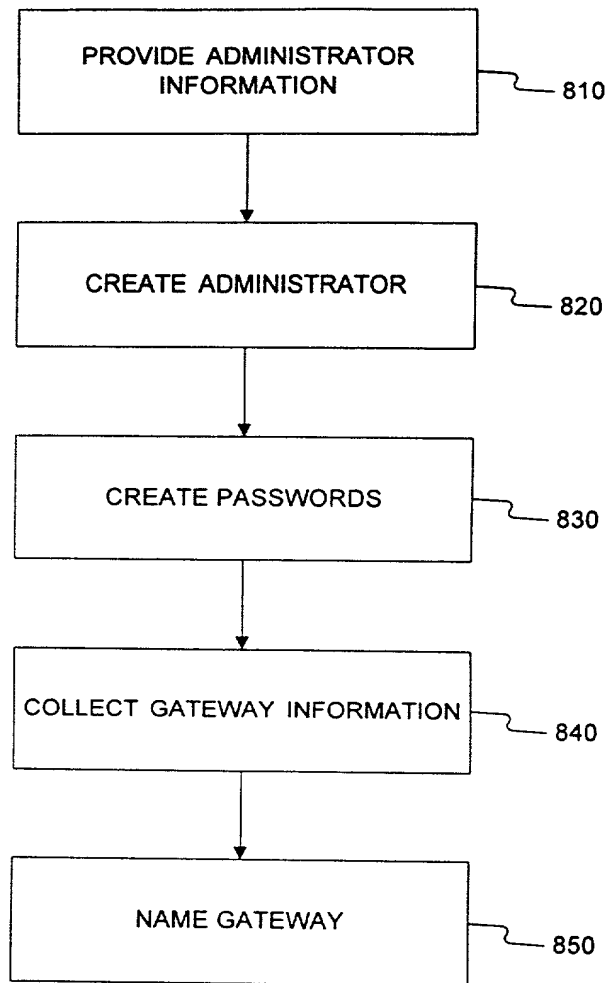 PROVIDE ADMINISTRATOR
INFORMATION
810
CREATE ADMINISTRATOR
820
CREATE PASSWORDS
830
COLLECT GATEWAY INFORMATION
840
NAME GATEWAY
850